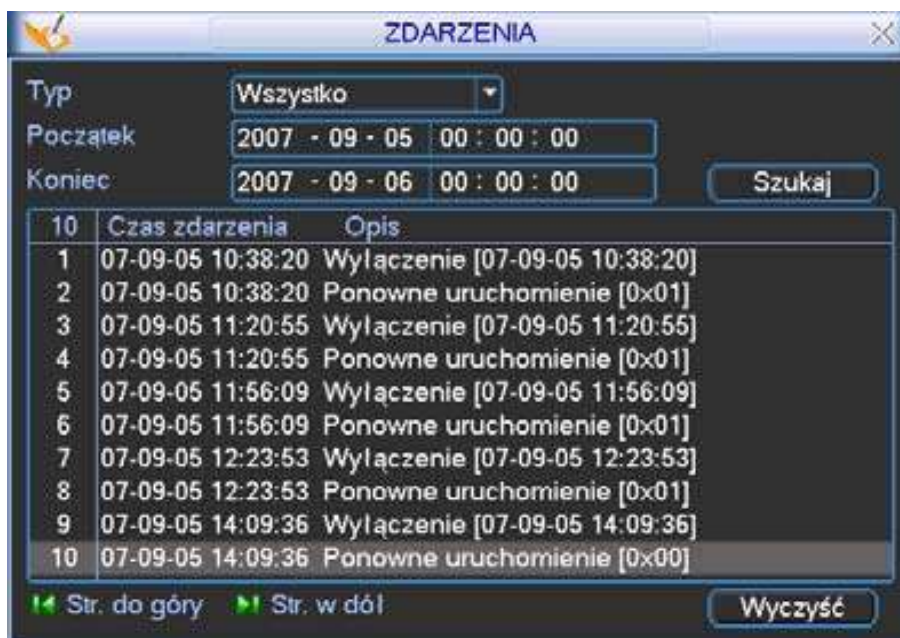 ZDARZENIA
Typ Wszystko
Początek 2007 - 09 - 05 00 : 00 : 00
Koniec 2007 - 09 - 06 00 : 00 : 00 Szukaj
10 Czas zdarzenia Opis
1 07-09-05 10:38:20 Wyłączenie [07-09-05 10:38:20]
2 07-09-05 10:38:20 Ponowne uruchomienie [0x01]
3 07-09-05 11:20:55 Wyłączenie [07-09-05 11:20:55]
4 07-09-05 11:20:55 Ponowne uruchomienie [0x01]
5 07-09-05 11:56:09 Wyłączenie [07-09-05 11:56:09]
6 07-09-05 11:56:09 Ponowne uruchomienie [0x01]
7 07-09-05 12:23:53 Wyłączenie [07-09-05 12:23:53]
8 07-09-05 12:23:53 Ponowne uruchomienie [0x01]
9 07-09-05 14:09:36 Wyłączenie [07-09-05 14:09:36]
10 07-09-05 14:09:36 Ponowne uruchomienie [0x00]
Str. do góry Str. w dół Wyczyść